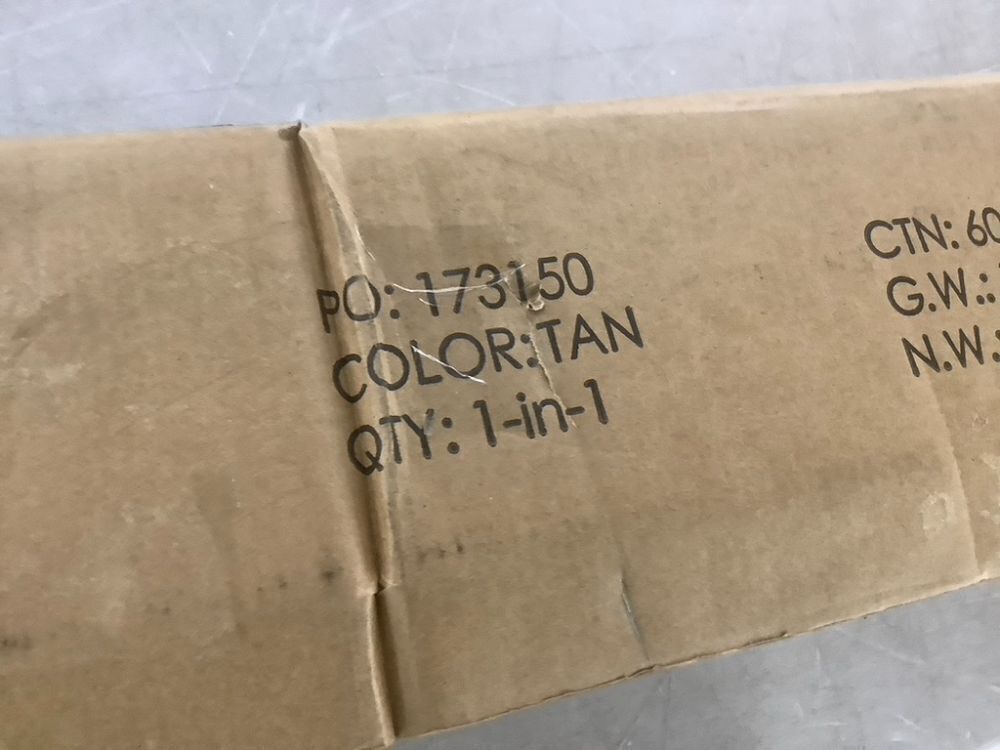 PO: 173150
COLOR:TAN
QTY: 1-in-1
CTN: 60
G.W.:
N.W.: